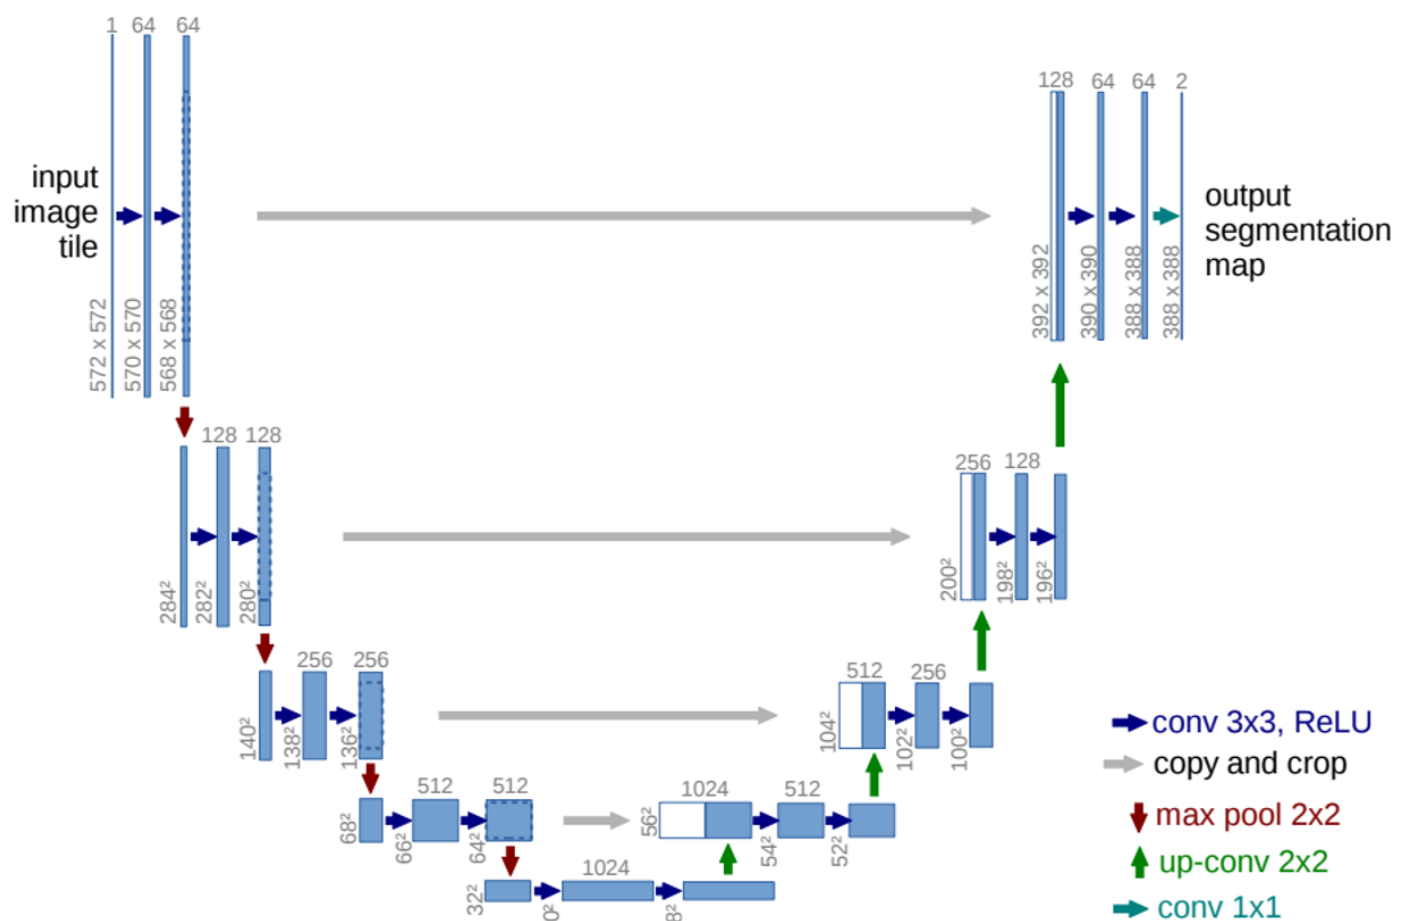 1 64 64
input
image
tile
572 x 572
570 x 570
568 x 568
128 64 64 2
output
segmentation
map
392 x 392
390 x 390
388 x 388
388 x 388
128 128
284²
282²
280²
256 128
200²
198²
196²
256 256
140²
138²
136²
512 256
104²
102²
100²
512 512
68²
66²
64²
1024 512
56²
54²
52²
1024
32²
conv 3x3, ReLU
copy and crop
max pool 2x2
up-conv 2x2
conv 1x1